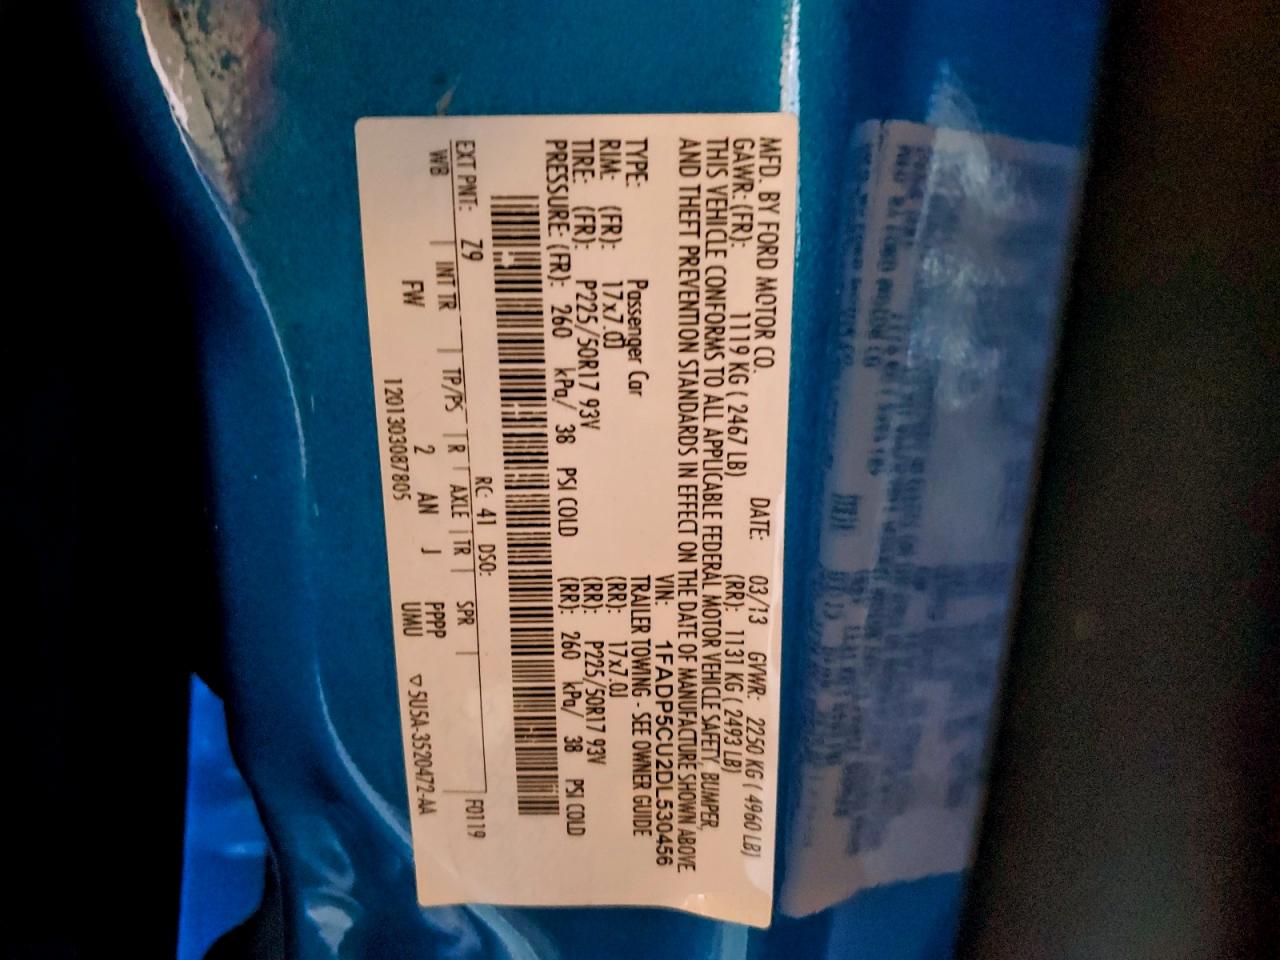 MFD. BY FORD MOTOR CO. DATE: 03/13 GVWR: 2250 KG ( 4960 LB)
GAWR: (FR): 1119 KG ( 2467 LB) (RR): 1131 KG ( 2493 LB)
THIS VEHICLE CONFORMS TO ALL APPLICABLE FEDERAL MOTOR VEHICLE SAFETY, BUMPER,
AND THEFT PREVENTION STANDARDS IN EFFECT ON THE DATE OF MANUFACTURE SHOWN ABOVE
VIN: 1FADP5CU2DL530456
TYPE: Passenger Car TRAILER TOWING - SEE OWNER GUIDE
RIM: (FR): 17x7.0J (RR): 17x7.0J
TIRE: (FR): P225/50R17 93V (RR): P225/50R17 93V
PRESSURE: (FR): 260 kPa/ 38 PSI COLD (RR): 260 kPa/ 38 PSI COLD
RC: 41 DSO: F0119
EXT PNT: Z9
WB | INT TR | TP/PS | R | AXLE | TR | SPR |
FW 2 AN J PPPP
UMU ▽5U5A-3520472-AA
1201303087805